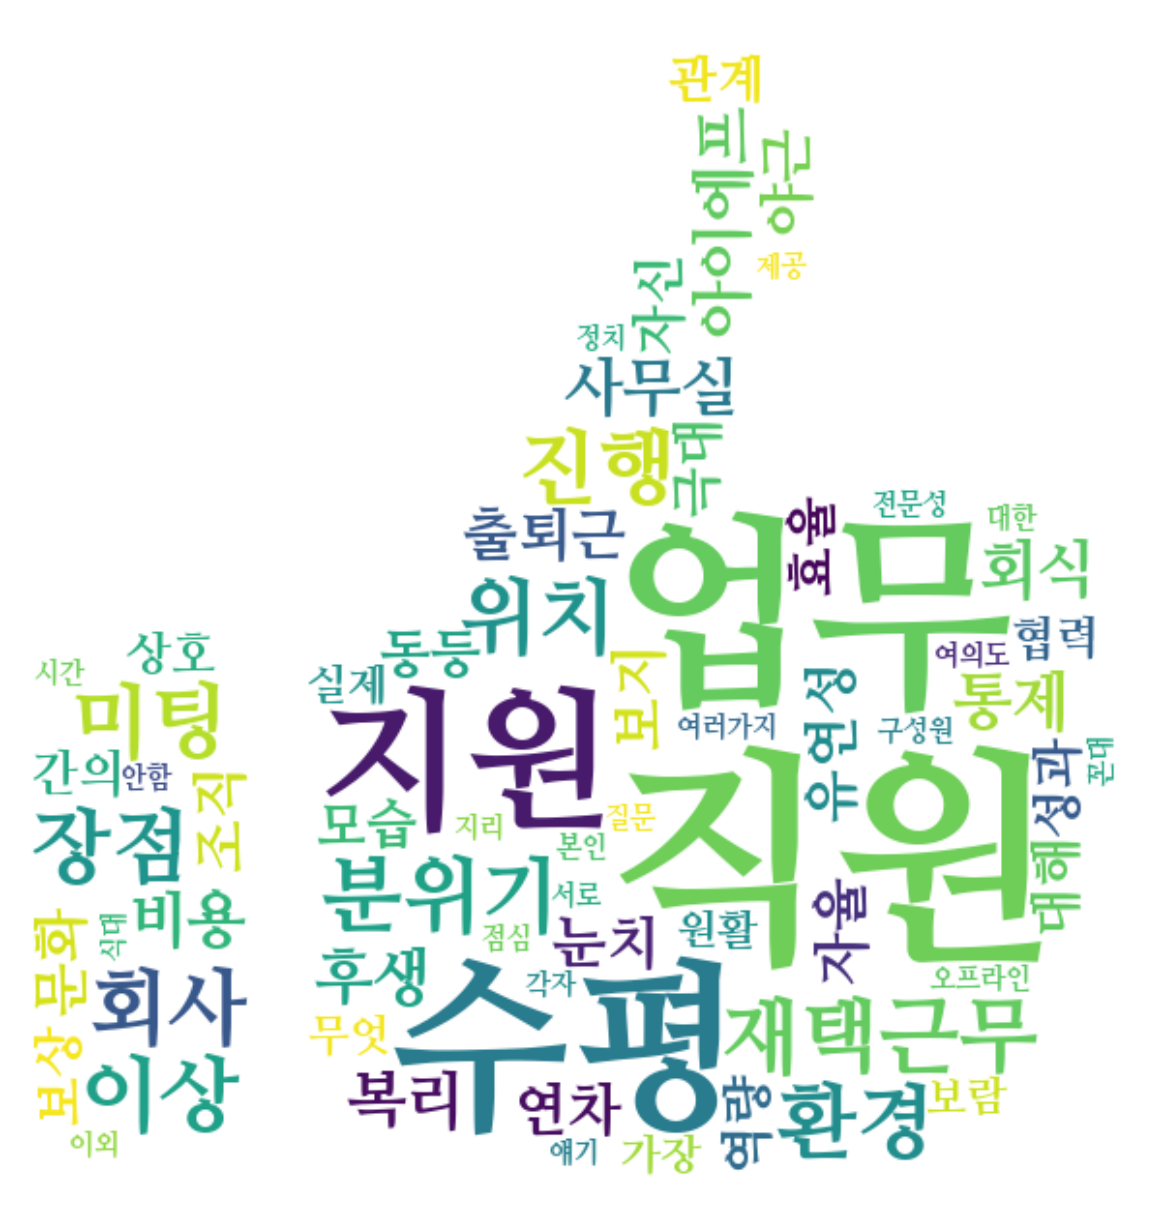 관계
아이에프
야근
제공
자신
정치
사무실
극대
진행
출퇴근
업무
효율
전문성
대한
회식
위치
동등
실제
지원
보지
여러가지
유연성
구성원
여의도
협력
통제
성과
꼰대
상호
시간
미팅
간의
안함
장점
조직
비용
식대
문화
회사
보상
이상
이외
직원
모습
지리
질문
본인
서로
분위기
점심
눈치
원활
자율
대해
오프라인
후생
각자
수평
재택근무
무엇
복리
연차
얘기
가장
역량
환경
보람